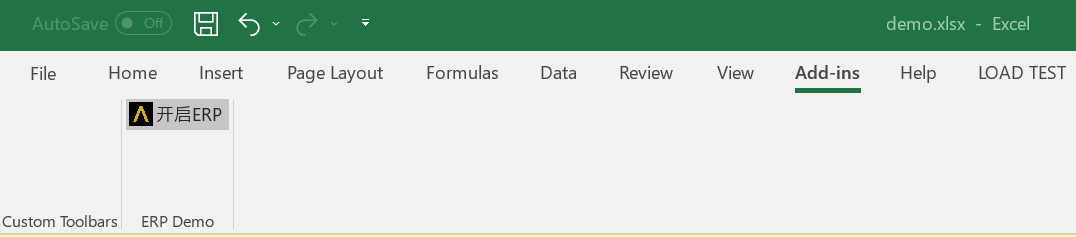 AutoSave Off demo.xlsx - Excel
File Home Insert Page Layout Formulas Data Review View Add-ins Help LOAD TEST
开启ERP
Custom Toolbars ERP Demo